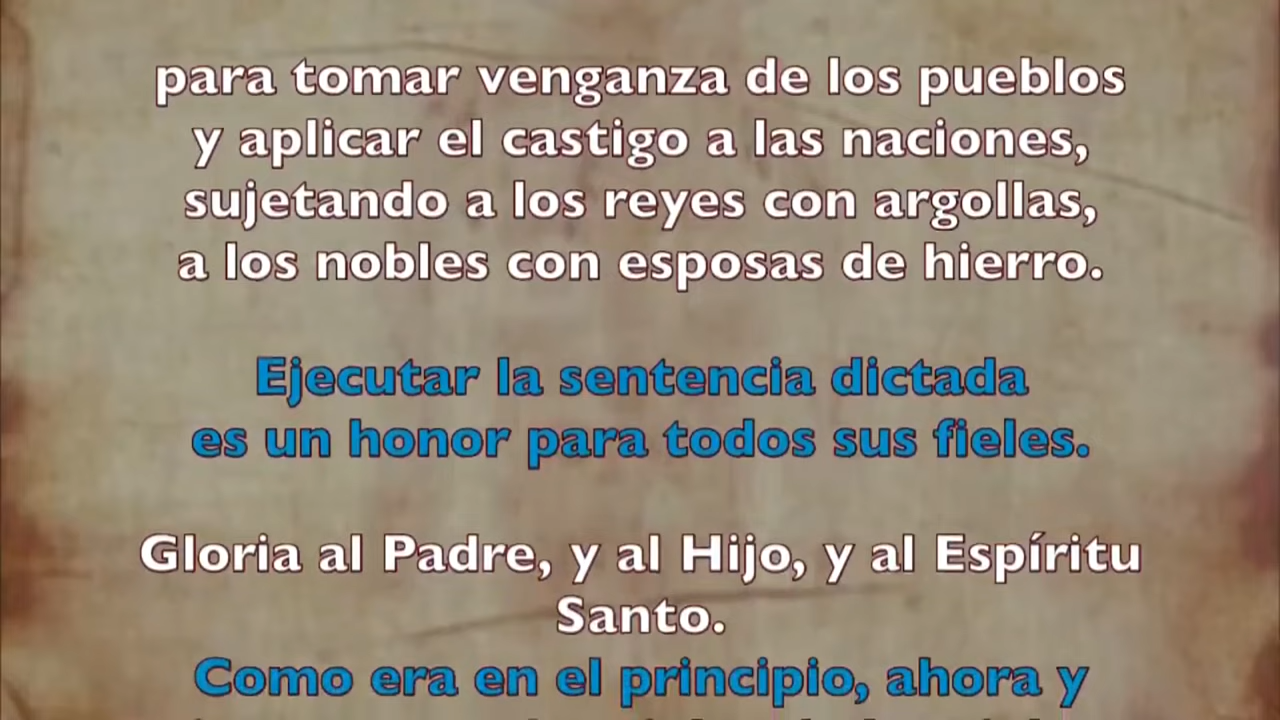 para tomar venganza de los pueblos
y aplicar el castigo a las naciones,
sujetando a los reyes con argollas,
a los nobles con esposas de hierro.
Ejecutar la sentencia dictada
es un honor para todos sus fieles.
Gloria al Padre, y al Hijo, y al Espíritu
Santo.
Como era en el principio, ahora y